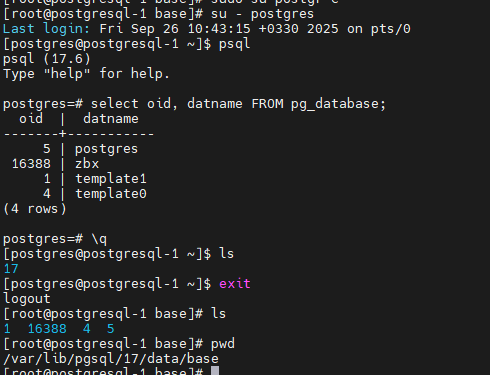 [root@postgresql-1 base]# sudo su postgr c
[root@postgresql-1 base]# su - postgres
Last login: Fri Sep 26 10:43:15 +0330 2025 on pts/0
[postgres@postgresql-1 ~]$ psql
psql (17.6)
Type "help" for help.

postgres=# select oid, datname FROM pg_database;
  oid  |  datname
-------+-----------
     5 | postgres
 16388 | zbx
     1 | template1
     4 | template0
(4 rows)

postgres=# \q
[postgres@postgresql-1 ~]$ ls
17
[postgres@postgresql-1 ~]$ exit
logout
[root@postgresql-1 base]# ls
1  16388  4  5
[root@postgresql-1 base]# pwd
/var/lib/pgsql/17/data/base
[root@postgresql-1 base]#